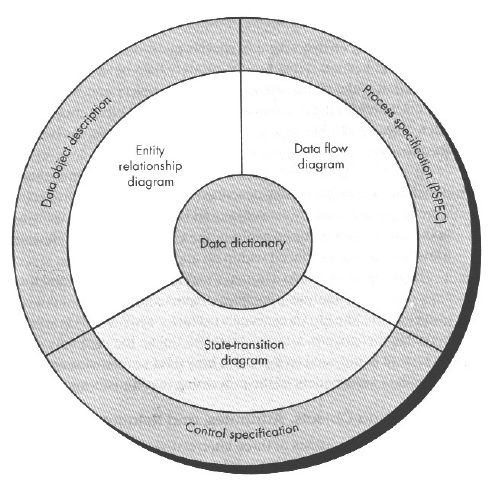 Data object description
Process specification (PSPEC)
Entity
relationship
diagram
Data flow
diagram
Data dictionary
State-transition
diagram
Control specification